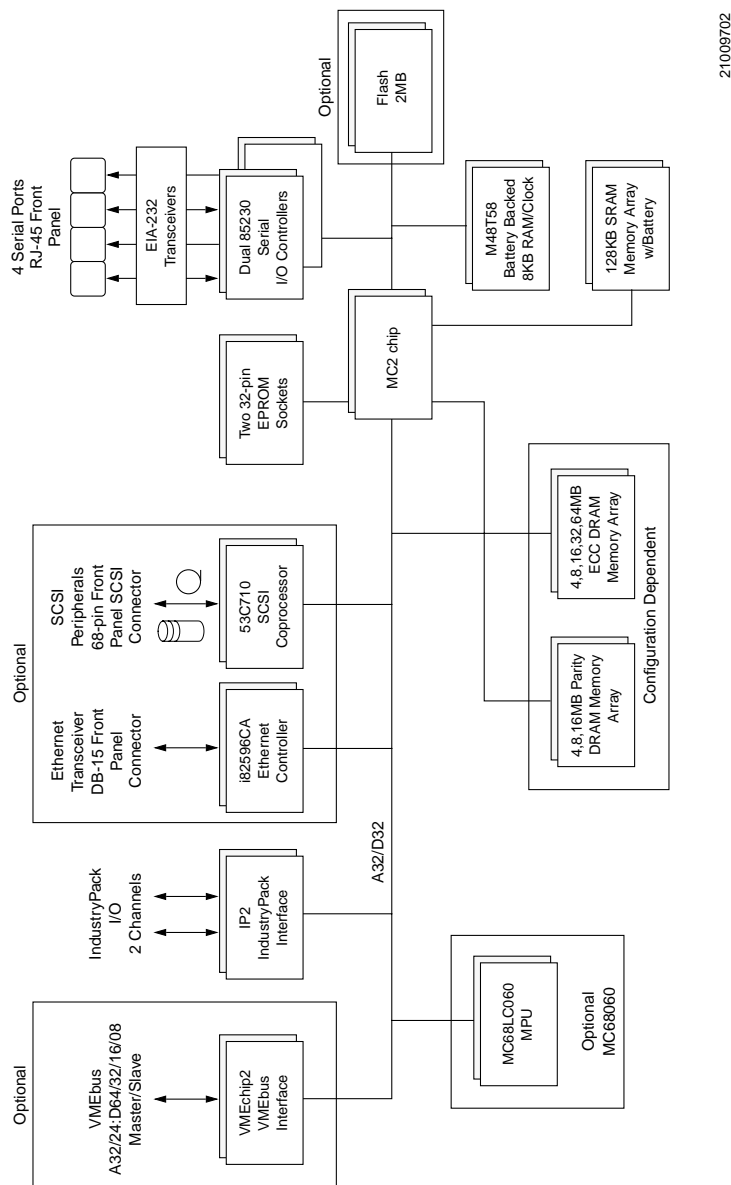 Optional
VMEbus
A32/24:D64/32/16/08
Master/Slave
VMEchip2
VMEbus
Interface
IndustryPack
I/O
2 Channels
IP2
IndustryPack
Interface
Optional
Ethernet
Transceiver
DB-15 Front
Panel
Connector
i82596CA
Ethernet
Controller
SCSI
Peripherals
68-pin Front
Panel SCSI
Connector
53C710
SCSI
Coprocessor
Two 32-pin
EPROM
Sockets
4 Serial Ports
RJ-45 Front
Panel
EIA-232
Transceivers
Dual 85230
Serial
I/O Controllers
Optional
Flash
2MB
A32/D32
MC2 chip
MC68LC060
MPU
Optional
MC68060
4,8,16MB Parity
DRAM Memory
Array
4,8,16,32,64MB
ECC DRAM
Memory Array
Configuration Dependent
M48T58
Battery Backed
8KB RAM/Clock
128KB SRAM
Memory Array
w/Battery
21009702